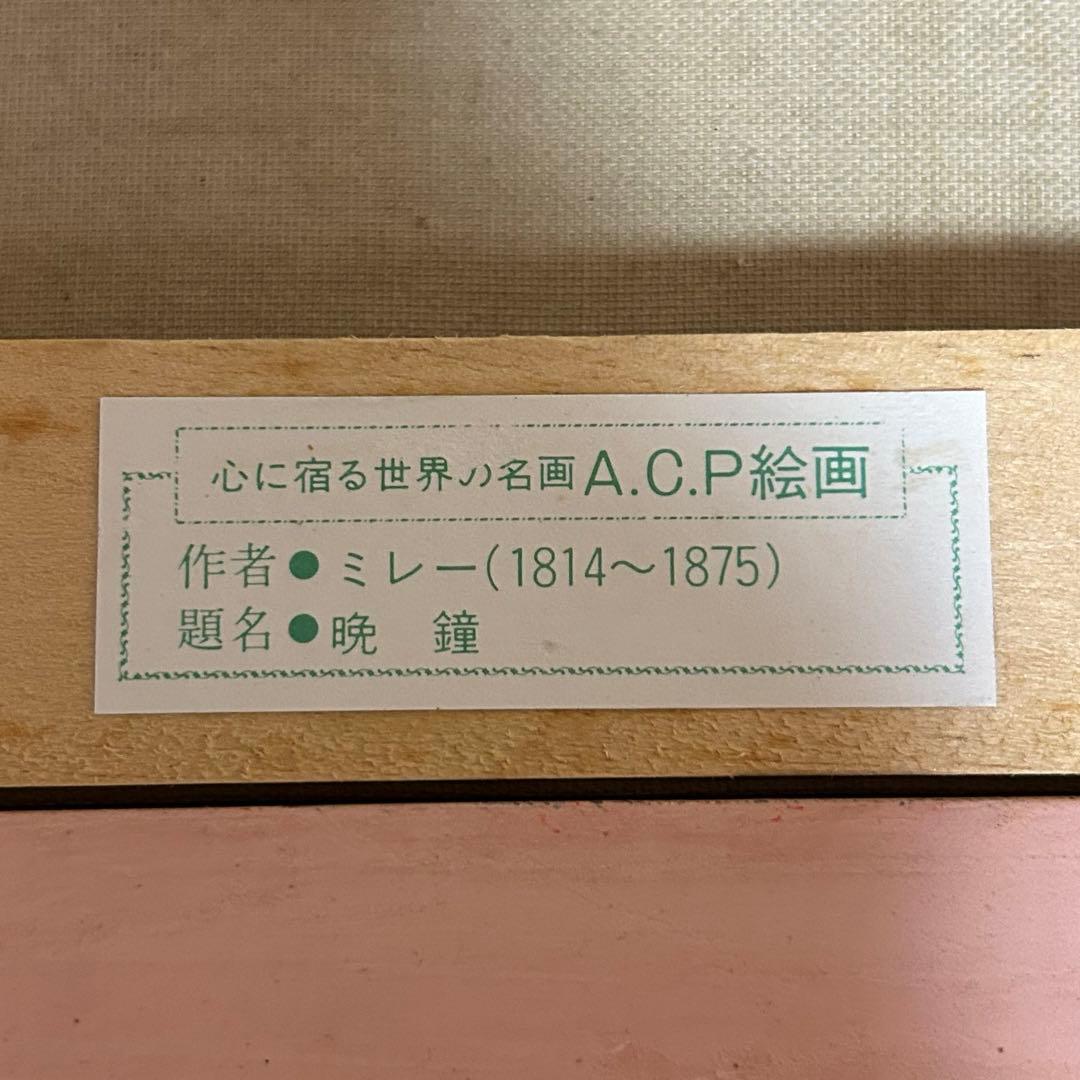 心に宿る世界の名画 A.C.P絵画
作者●ミレー(1814〜1875)
題名●晩　鐘